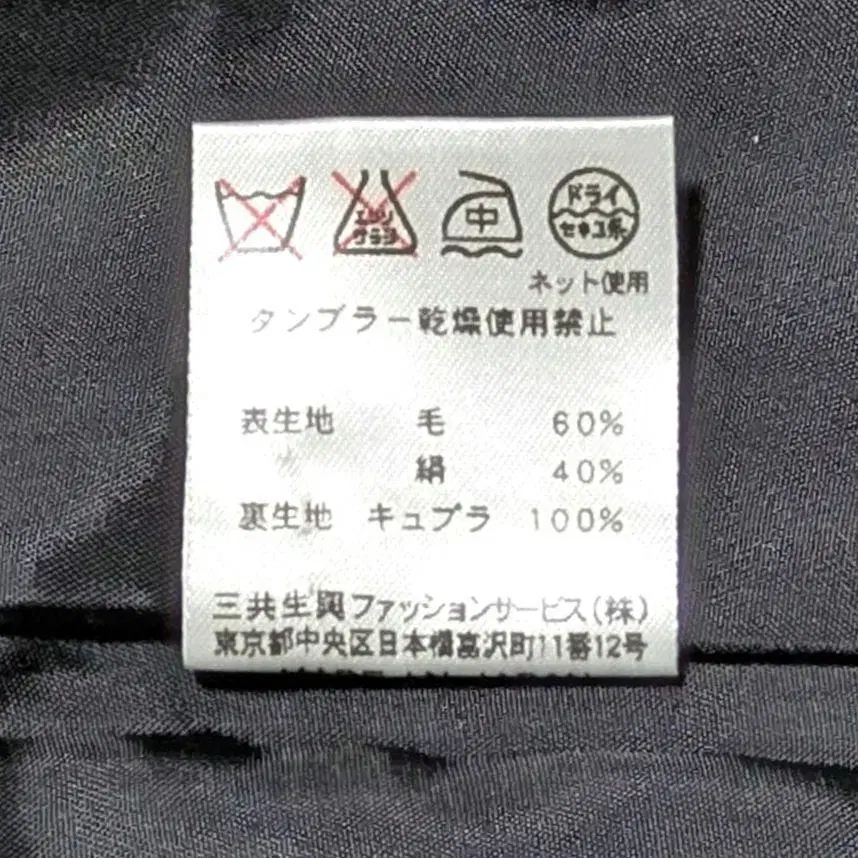 エンソ サラシ 中 ドライ セキユ系
ネット使用
タンブラー乾燥使用禁止
表生地 毛 60%
絹 40%
裏生地 キュプラ 100%
三共生興ファッションサービス(株)
東京都中央区日本橋富沢町11番12号